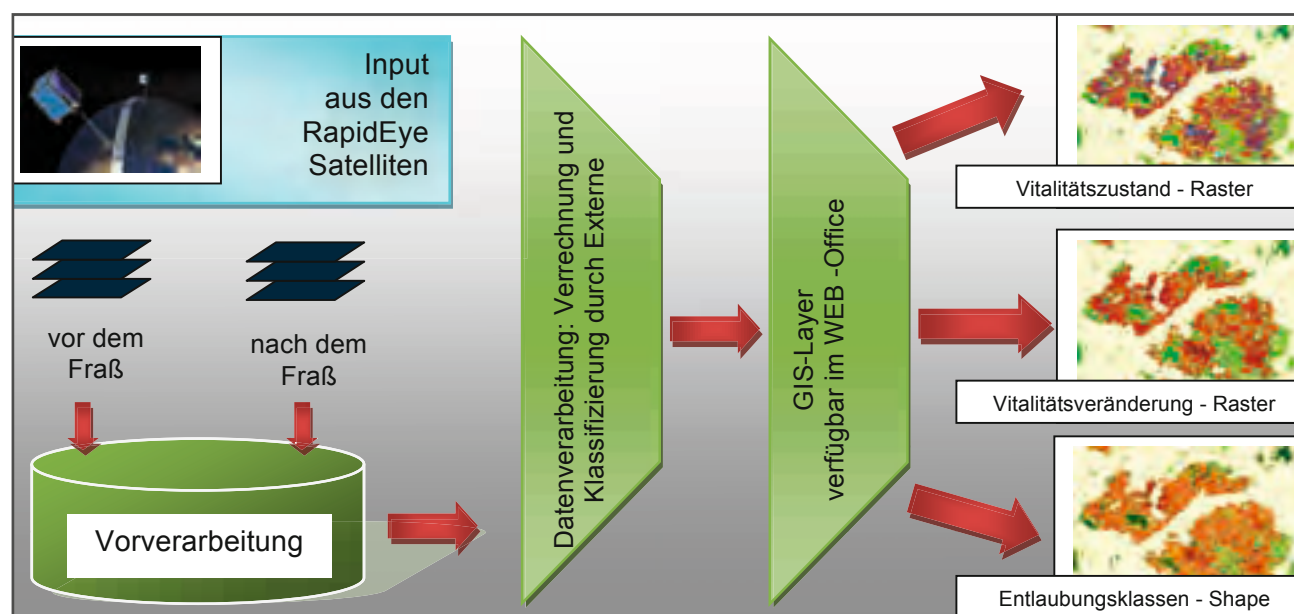 Input
aus den
RapidEye
Satelliten
vor dem
Fraß
nach dem
Fraß
Vorverarbeitung
Datenverarbeitung: Verrechnung und
Klassifizierung durch Externe
GIS-Layer
verfügbar im WEB -Office
Vitalitätszustand - Raster
Vitalitätsveränderung - Raster
Entlaubungsklassen - Shape